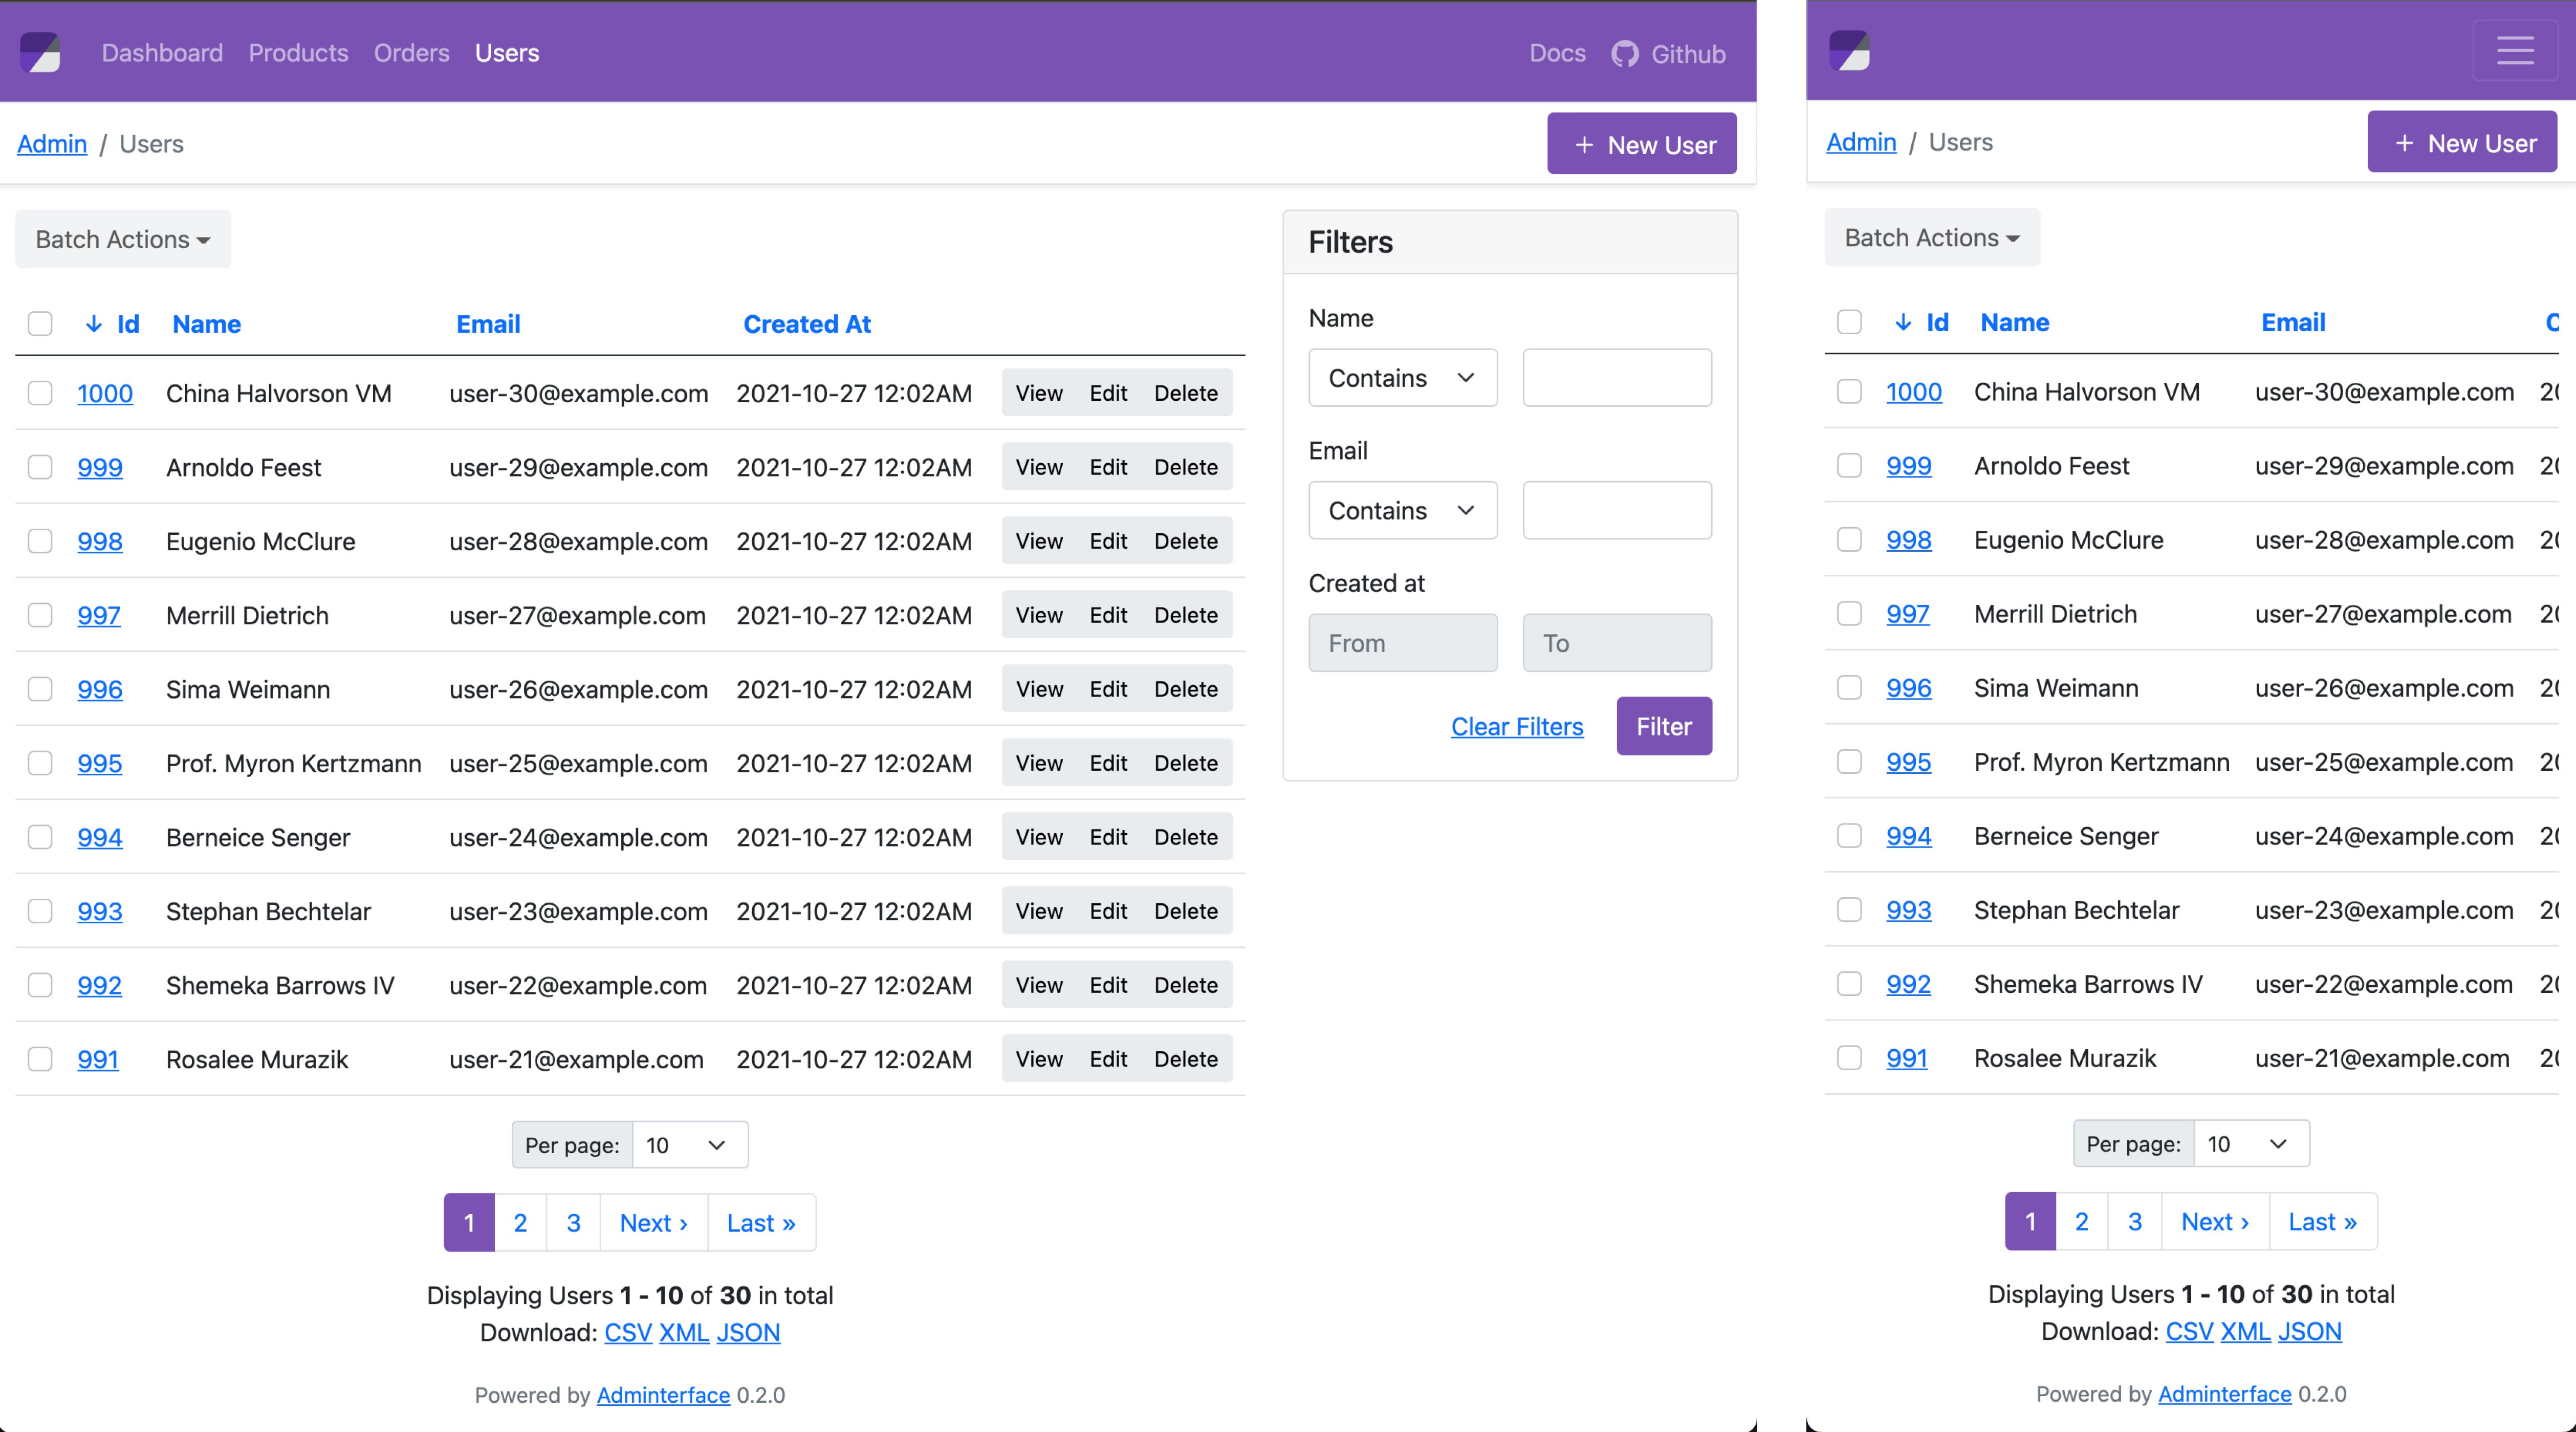 Dashboard Products Orders Users Docs Github
Admin / Users + New User
Batch Actions
↓ Id Name Email Created At
1000 China Halvorson VM user-30@example.com 2021-10-27 12:02AM View Edit Delete
999 Arnoldo Feest user-29@example.com 2021-10-27 12:02AM View Edit Delete
998 Eugenio McClure user-28@example.com 2021-10-27 12:02AM View Edit Delete
997 Merrill Dietrich user-27@example.com 2021-10-27 12:02AM View Edit Delete
996 Sima Weimann user-26@example.com 2021-10-27 12:02AM View Edit Delete
995 Prof. Myron Kertzmann user-25@example.com 2021-10-27 12:02AM View Edit Delete
994 Berneice Senger user-24@example.com 2021-10-27 12:02AM View Edit Delete
993 Stephan Bechtelar user-23@example.com 2021-10-27 12:02AM View Edit Delete
992 Shemeka Barrows IV user-22@example.com 2021-10-27 12:02AM View Edit Delete
991 Rosalee Murazik user-21@example.com 2021-10-27 12:02AM View Edit Delete
Per page: 10
1 2 3 Next › Last »
Displaying Users 1 - 10 of 30 in total
Download: CSV XML JSON
Powered by Adminterface 0.2.0
Filters
Name
Contains
Email
Contains
Created at
From To
Clear Filters Filter
Admin / Users + New User
Batch Actions
↓ Id Name Email
1000 China Halvorson VM user-30@example.com
999 Arnoldo Feest user-29@example.com
998 Eugenio McClure user-28@example.com
997 Merrill Dietrich user-27@example.com
996 Sima Weimann user-26@example.com
995 Prof. Myron Kertzmann user-25@example.com
994 Berneice Senger user-24@example.com
993 Stephan Bechtelar user-23@example.com
992 Shemeka Barrows IV user-22@example.com
991 Rosalee Murazik user-21@example.com
Per page: 10
1 2 3 Next › Last »
Displaying Users 1 - 10 of 30 in total
Download: CSV XML JSON
Powered by Adminterface 0.2.0